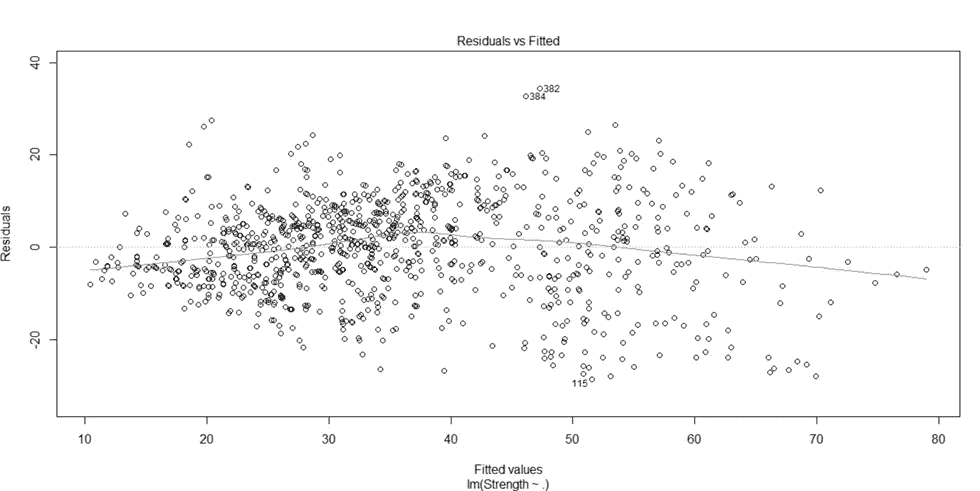 Residuals vs Fitted
Residuals
40
20
0
-20
382
384
115
10 20 30 40 50 60 70 80
Fitted values
lm(Strength ~ .)